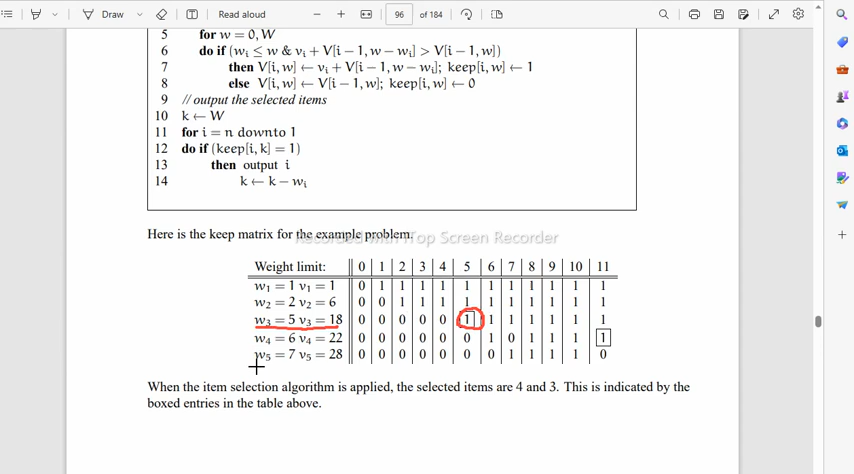 Draw
Read aloud
96
of 184
5 for w = 0, W
6 do if (wᵢ ≤ w & vᵢ + V[i − 1, w − wᵢ] > V[i − 1, w])
7 then V[i, w] ← vᵢ + V[i − 1, w − wᵢ]; keep[i, w] ← 1
8 else V[i, w] ← V[i − 1, w]; keep[i, w] ← 0
9 // output the selected items
10 k ← W
11 for i = n downto 1
12 do if (keep[i, k] = 1)
13 then output i
14 k ← k − wᵢ
Here is the keep matrix for the example problem.
Recorded with iTop Screen Recorder
Weight limit: 0 1 2 3 4 5 6 7 8 9 10 11
w₁ = 1 v₁ = 1 0 1 1 1 1 1 1 1 1 1 1 1
w₂ = 2 v₂ = 6 0 0 1 1 1 1 1 1 1 1 1 1
w₃ = 5 v₃ = 18 0 0 0 0 0 1 1 1 1 1 1 1
w₄ = 6 v₄ = 22 0 0 0 0 0 0 1 0 1 1 1 1
w₅ = 7 v₅ = 28 0 0 0 0 0 0 0 1 1 1 1 0
When the item selection algorithm is applied, the selected items are 4 and 3. This is indicated by the
boxed entries in the table above.